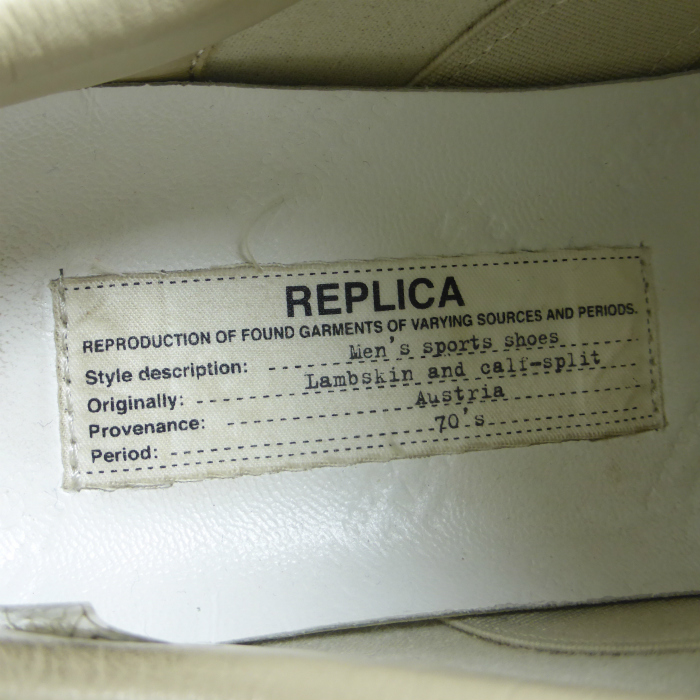 REPLICA
REPRODUCTION OF FOUND GARMENTS OF VARYING SOURCES AND PERIODS.
Style description: Men's sports shoes
Originally: Lambskin and calf-split
Provenance: Austria
Period: 70's